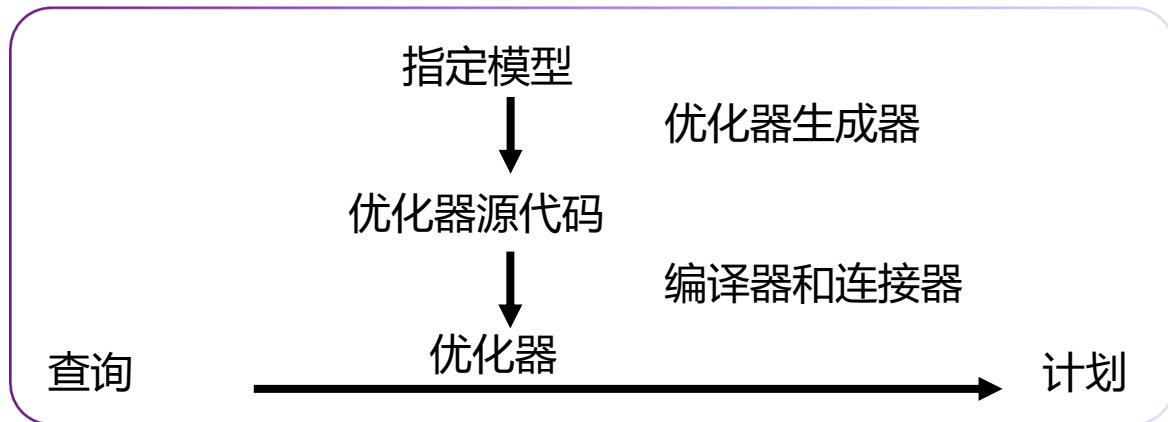 指定模型
优化器生成器
优化器源代码
编译器和连接器
优化器
查询
计划